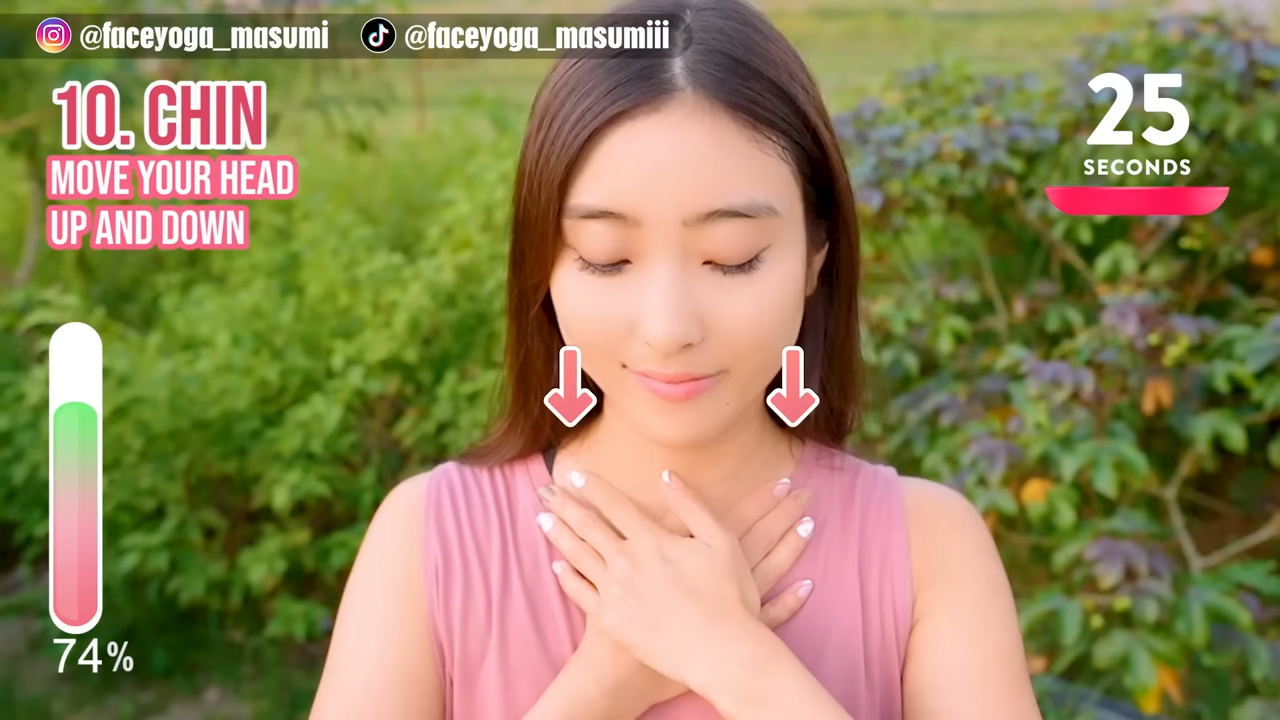 @faceyoga_masumi @faceyoga_masumiii
10. CHIN
MOVE YOUR HEAD
UP AND DOWN
25
SECONDS
74%